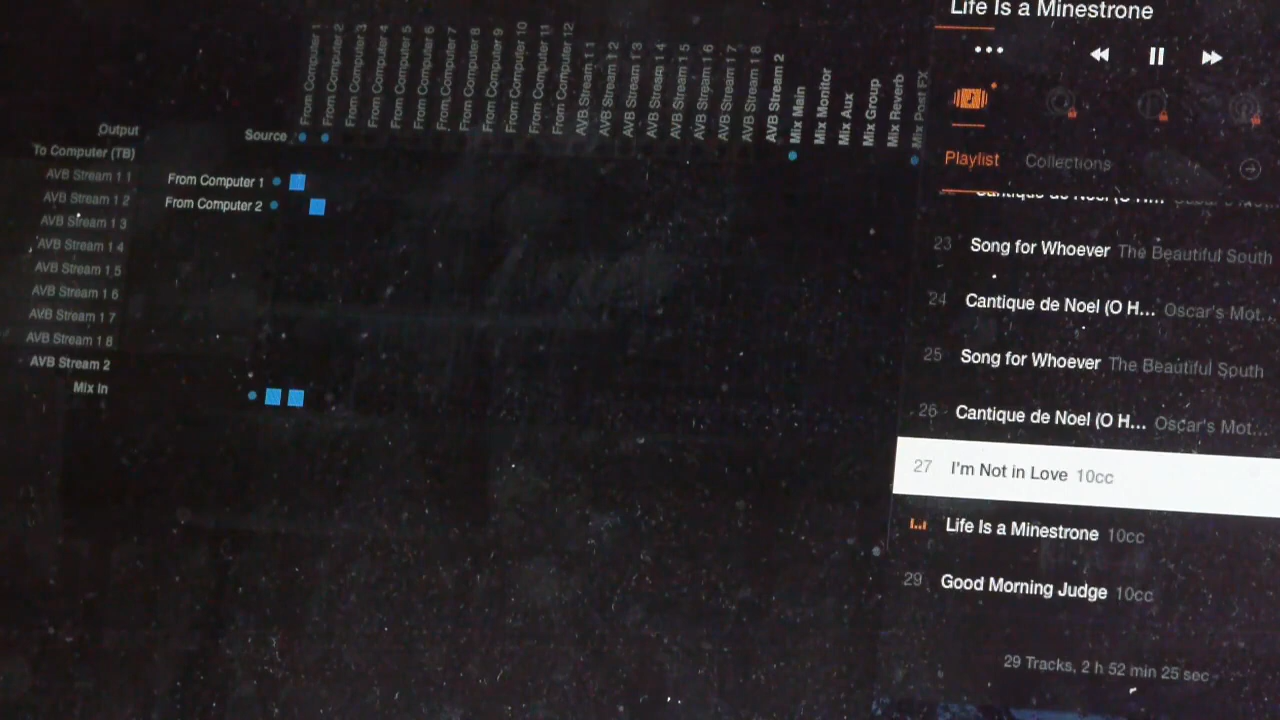 Life Is a Minestrone
Output
To Computer (TB)
AVB Stream 1 1
AVB Stream 1 2
AVB Stream 1 3
AVB Stream 1 4
AVB Stream 1 5
AVB Stream 1 6
AVB Stream 1 7
AVB Stream 1 8
AVB Stream 2
Mix In
Source
From Computer 1
From Computer 2
From Computer 3
From Computer 4
From Computer 5
From Computer 6
From Computer 7
From Computer 8
From Computer 9
From Computer 10
From Computer 11
From Computer 12
AVB Stream 1 1
AVB Stream 1 2
AVB Stream 1 3
AVB Stream 1 4
AVB Stream 1 5
AVB Stream 1 6
AVB Stream 1 7
AVB Stream 1 8
AVB Stream 2
Mix Main
Mix Monitor
Mix Aux
Mix Group
Mix Reverb
Mix Post FX
From Computer 1
From Computer 2
Playlist Collections
Cantique de Noel (O H...
23 Song for Whoever The Beautiful South
24 Cantique de Noel (O H... Oscar's Mot...
25 Song for Whoever The Beautiful South
26 Cantique de Noel (O H... Oscar's Mot...
27 I'm Not in Love 10cc
Life Is a Minestrone 10cc
29 Good Morning Judge 10cc
29 Tracks, 2 h 52 min 25 sec